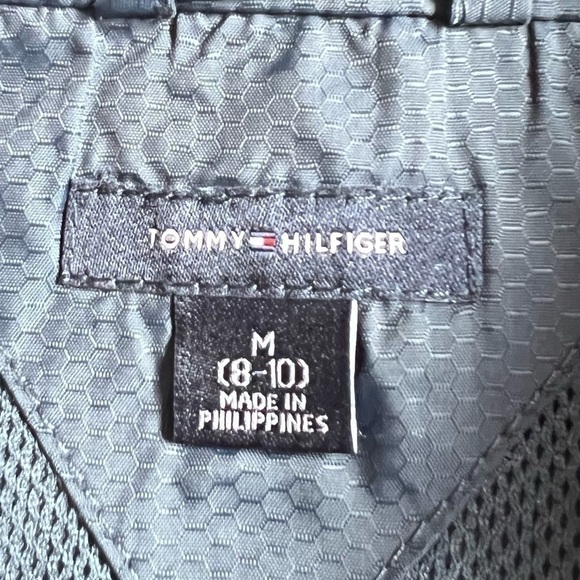 TOMMY HILFIGER
M
(8-10)
MADE IN
PHILIPPINES